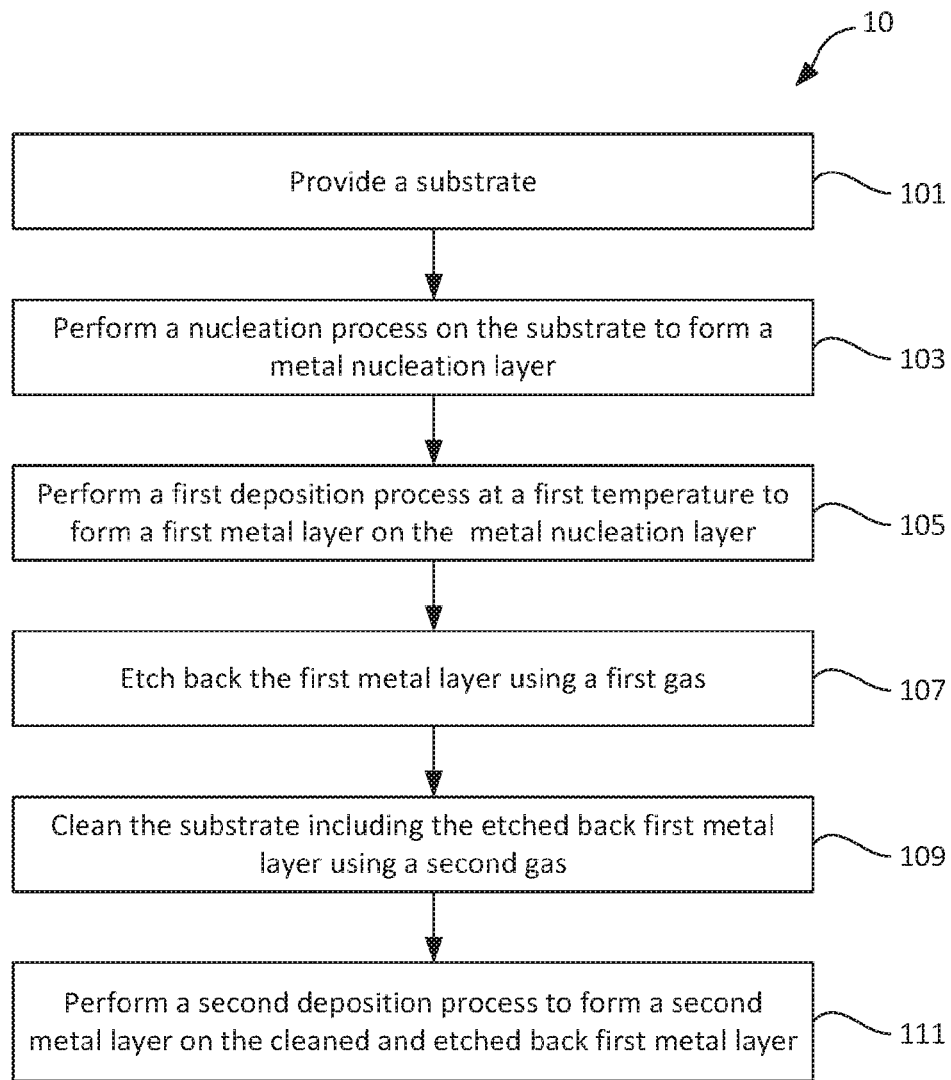 10
Provide a substrate
101
Perform a nucleation process on the substrate to form a
metal nucleation layer
103
Perform a first deposition process at a first temperature to
form a first metal layer on the metal nucleation layer
105
Etch back the first metal layer using a first gas
107
Clean the substrate including the etched back first metal
layer using a second gas
109
Perform a second deposition process to form a second
metal layer on the cleaned and etched back first metal layer
111